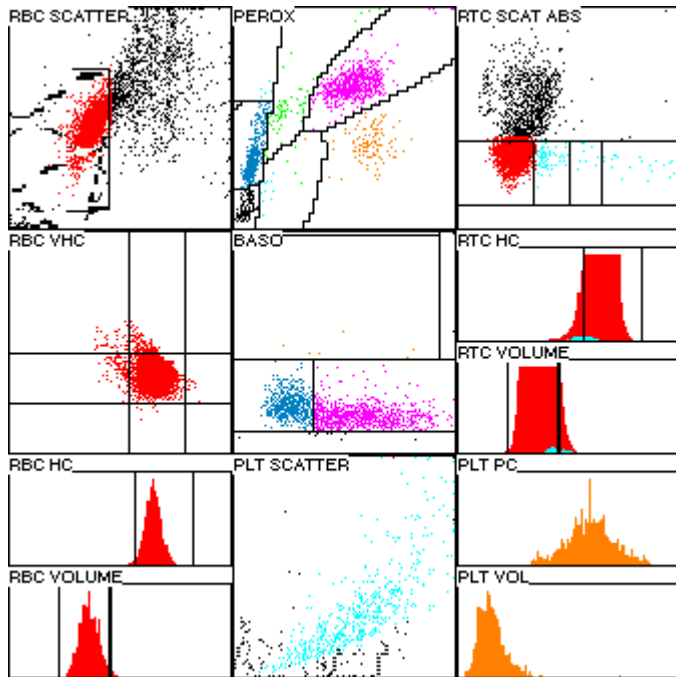 RBC SCATTER
PEROX
RTC SCAT ABS
RBC VHC
BASO
RTC HC
RTC VOLUME
RBC HC
PLT SCATTER
PLT PC
RBC VOLUME
PLT VOL